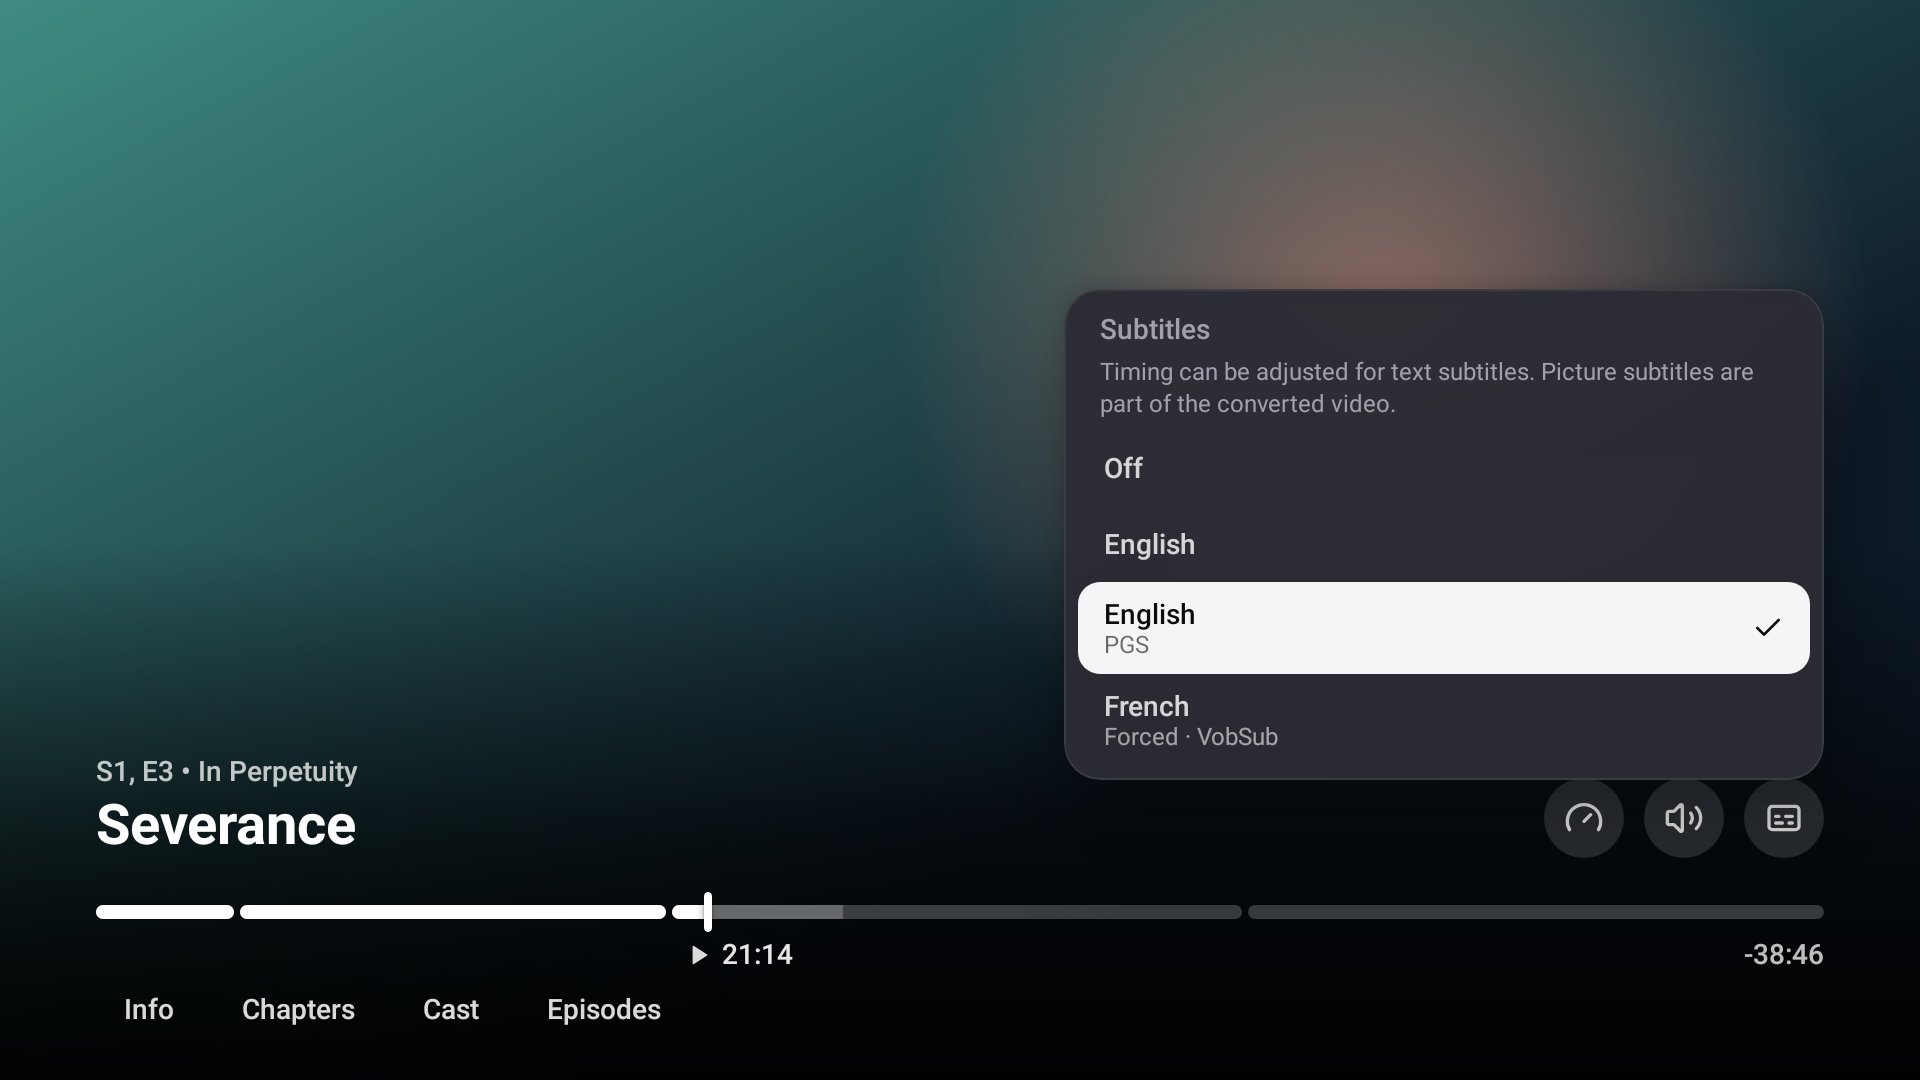 Subtitles
Timing can be adjusted for text subtitles. Picture subtitles are
part of the converted video.
Off
English
English
PGS
French
Forced · VobSub
S1, E3 • In Perpetuity
Severance
21:14
-38:46
Info
Chapters
Cast
Episodes